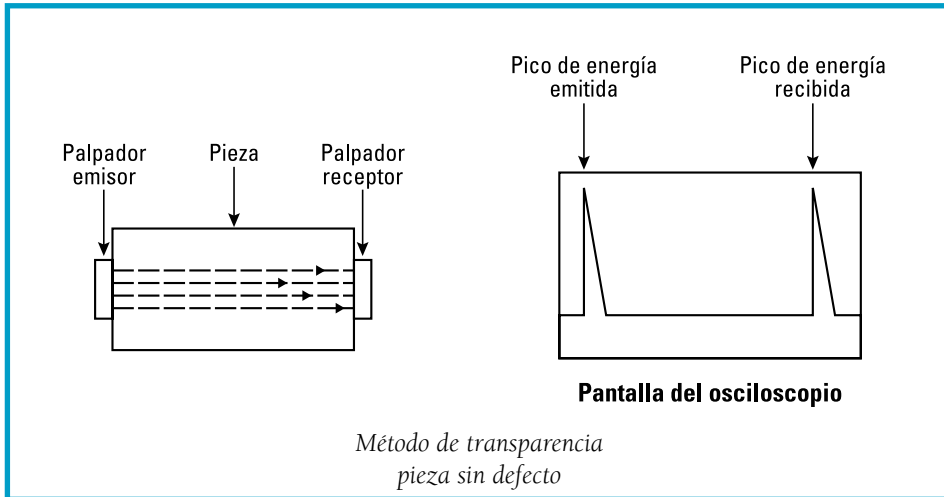 Pico de energía
emitida
Pico de energía
recibida
Palpador
emisor
Pieza
Palpador
receptor
Pantalla del osciloscopio
Método de transparencia
pieza sin defecto